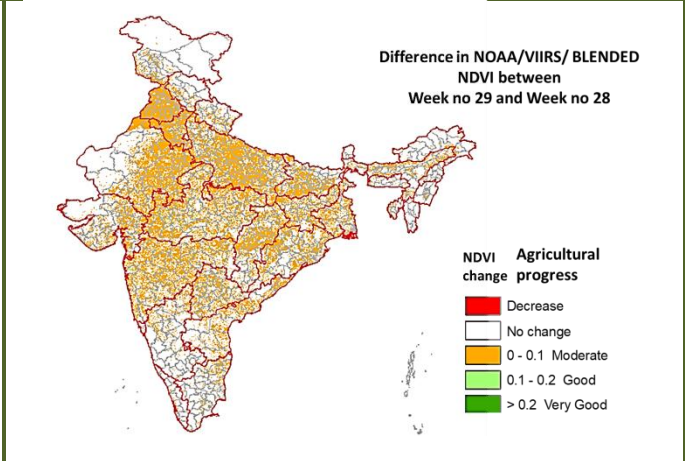 Difference in NOAA/VIIRS/ BLENDED
NDVI between
Week no 29 and Week no 28
NDVI change
Agricultural progress
Decrease
No change
0 - 0.1 Moderate
0.1 - 0.2 Good
> 0.2 Very Good